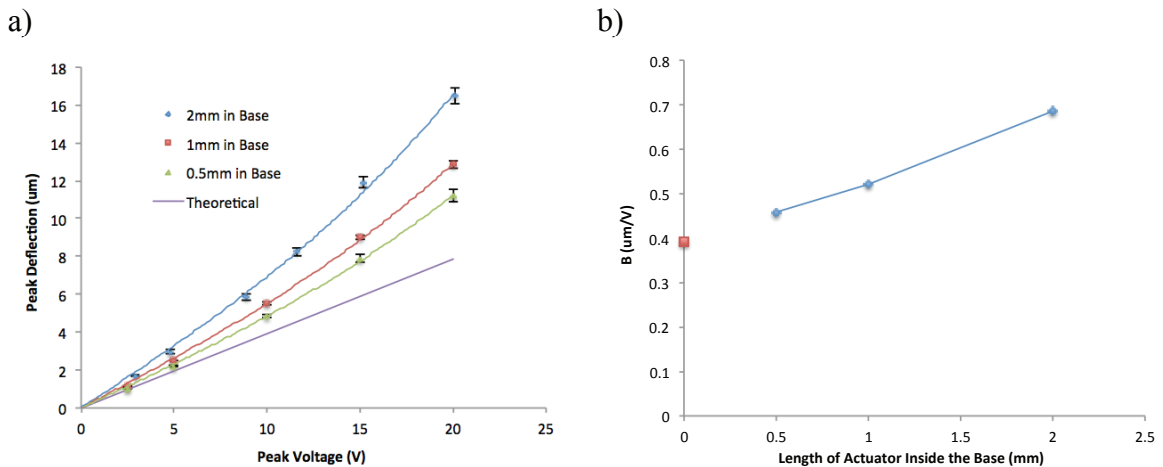 a)
18
16
14
12
10
8
6
4
2
0
Peak Deflection (um)
2mm in Base
1mm in Base
0.5mm in Base
Theoretical
0 5 10 15 20 25
Peak Voltage (V)
b)
0.8
0.7
0.6
0.5
0.4
0.3
0.2
0.1
0
B (um/V)
0 0.5 1 1.5 2 2.5
Length of Actuator Inside the Base (mm)